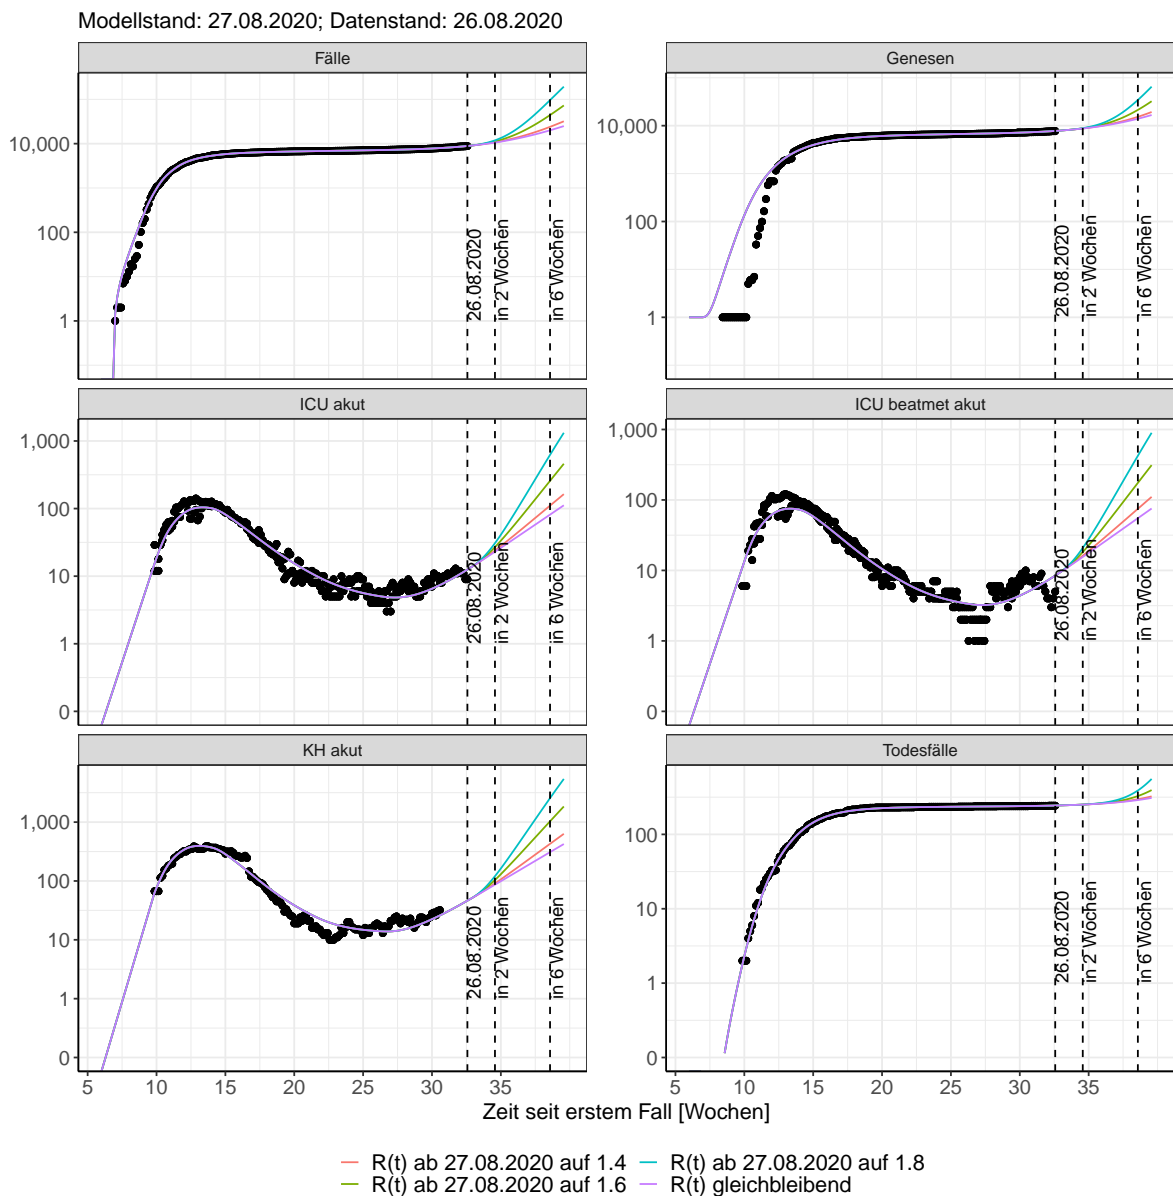 Modellstand: 27.08.2020; Datenstand: 26.08.2020
Fälle
Genesen
10,000
100
1
26.08.2020
in 2 Wochen
in 6 Wochen
10,000
100
1
26.08.2020
in 2 Wochen
in 6 Wochen
ICU akut
ICU beatmet akut
1,000
100
10
1
0
26.08.2020
in 2 Wochen
in 6 Wochen
1,000
100
10
1
0
26.08.2020
in 2 Wochen
in 6 Wochen
KH akut
Todesfälle
1,000
100
10
1
0
26.08.2020
in 2 Wochen
in 6 Wochen
100
10
1
0
26.08.2020
in 2 Wochen
in 6 Wochen
5 10 15 20 25 30 35
5 10 15 20 25 30 35
Zeit seit erstem Fall [Wochen]
R(t) ab 27.08.2020 auf 1.4
R(t) ab 27.08.2020 auf 1.8
R(t) ab 27.08.2020 auf 1.6
R(t) gleichbleibend